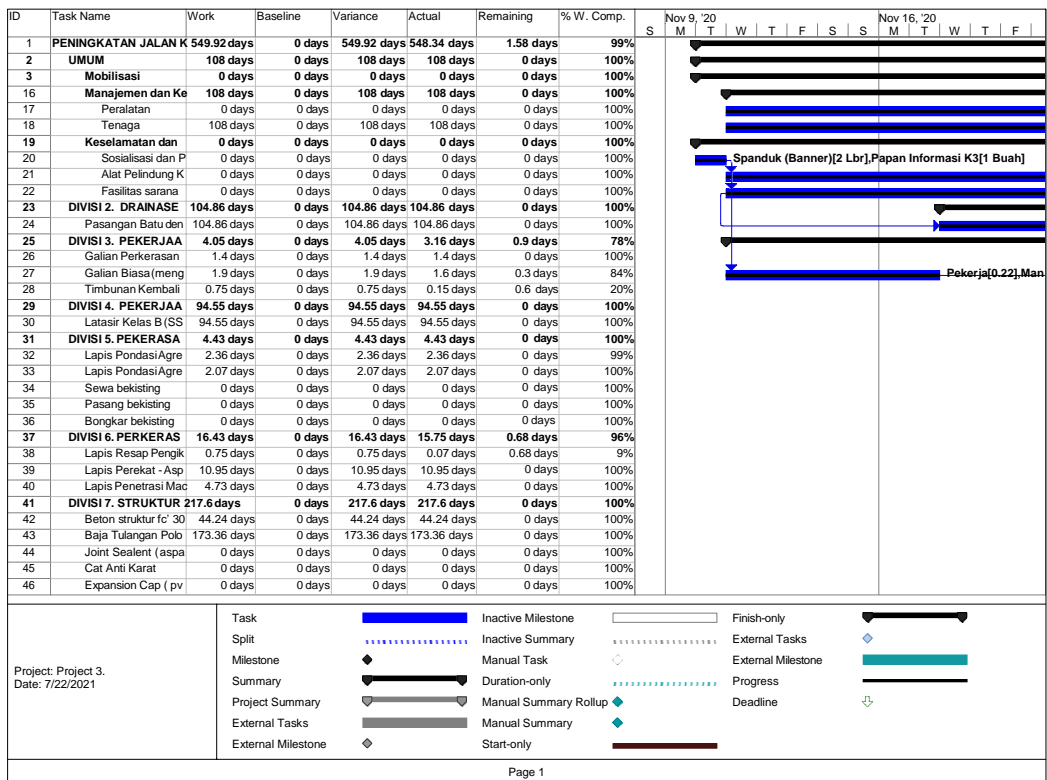 ID Task Name Work Baseline Variance Actual Remaining % W. Comp. Nov 9, '20 Nov 16, '20
S M T W T F S S M T W T F
1 PENINGKATAN JALAN K 549.92 days 0 days 549.92 days 548.34 days 1.58 days 99%
2 UMUM 108 days 0 days 108 days 108 days 0 days 100%
3 Mobilisasi 0 days 0 days 0 days 0 days 0 days 100%
16 Manajemen dan Ke 108 days 0 days 108 days 108 days 0 days 100%
17 Peralatan 0 days 0 days 0 days 0 days 0 days 100%
18 Tenaga 108 days 0 days 108 days 108 days 0 days 100%
19 Keselamatan dan 0 days 0 days 0 days 0 days 0 days 100%
20 Sosialisasi dan P 0 days 0 days 0 days 0 days 0 days 100% Spanduk (Banner)[2 Lbr],Papan Informasi K3[1 Buah]
21 Alat Pelindung K 0 days 0 days 0 days 0 days 0 days 100%
22 Fasilitas sarana 0 days 0 days 0 days 0 days 0 days 100%
23 DIVISI 2. DRAINASE 104.86 days 0 days 104.86 days 104.86 days 0 days 100%
24 Pasangan Batu den 104.86 days 0 days 104.86 days 104.86 days 0 days 100%
25 DIVISI 3. PEKERJAA 4.05 days 0 days 4.05 days 3.16 days 0.9 days 78%
26 Galian Perkerasan 1.4 days 0 days 1.4 days 1.4 days 0 days 100%
27 Galian Biasa (meng 1.9 days 0 days 1.9 days 1.6 days 0.3 days 84% Pekerja[0.22],Man
28 Timbunan Kembali 0.75 days 0 days 0.75 days 0.15 days 0.6 days 20%
29 DIVISI 4. PEKERJAA 94.55 days 0 days 94.55 days 94.55 days 0 days 100%
30 Latasir Kelas B (SS 94.55 days 0 days 94.55 days 94.55 days 0 days 100%
31 DIVISI 5. PEKERASA 4.43 days 0 days 4.43 days 4.43 days 0 days 100%
32 Lapis Pondasi Agre 2.36 days 0 days 2.36 days 2.36 days 0 days 99%
33 Lapis Pondasi Agre 2.07 days 0 days 2.07 days 2.07 days 0 days 100%
34 Sewa bekisting 0 days 0 days 0 days 0 days 0 days 100%
35 Pasang bekisting 0 days 0 days 0 days 0 days 0 days 100%
36 Bongkar bekisting 0 days 0 days 0 days 0 days 0 days 100%
37 DIVISI 6. PERKERAS 16.43 days 0 days 16.43 days 15.75 days 0.68 days 96%
38 Lapis Resap Pengik 0.75 days 0 days 0.75 days 0.07 days 0.68 days 9%
39 Lapis Perekat - Asp 10.95 days 0 days 10.95 days 10.95 days 0 days 100%
40 Lapis Penetrasi Mac 4.73 days 0 days 4.73 days 4.73 days 0 days 100%
41 DIVISI 7. STRUKTUR 217.6 days 0 days 217.6 days 217.6 days 0 days 100%
42 Beton struktur fc' 30 44.24 days 0 days 44.24 days 44.24 days 0 days 100%
43 Baja Tulangan Polo 173.36 days 0 days 173.36 days 173.36 days 0 days 100%
44 Joint Sealent (aspa 0 days 0 days 0 days 0 days 0 days 100%
45 Cat Anti Karat 0 days 0 days 0 days 0 days 0 days 100%
46 Expansion Cap ( pv 0 days 0 days 0 days 0 days 0 days 100%
Project: Project 3.
Date: 7/22/2021
Task
Split
Milestone
Summary
Project Summary
External Tasks
External Milestone
Inactive Milestone
Inactive Summary
Manual Task
Duration-only
Manual Summary Rollup
Manual Summary
Start-only
Finish-only
External Tasks
External Milestone
Progress
Deadline
Page 1